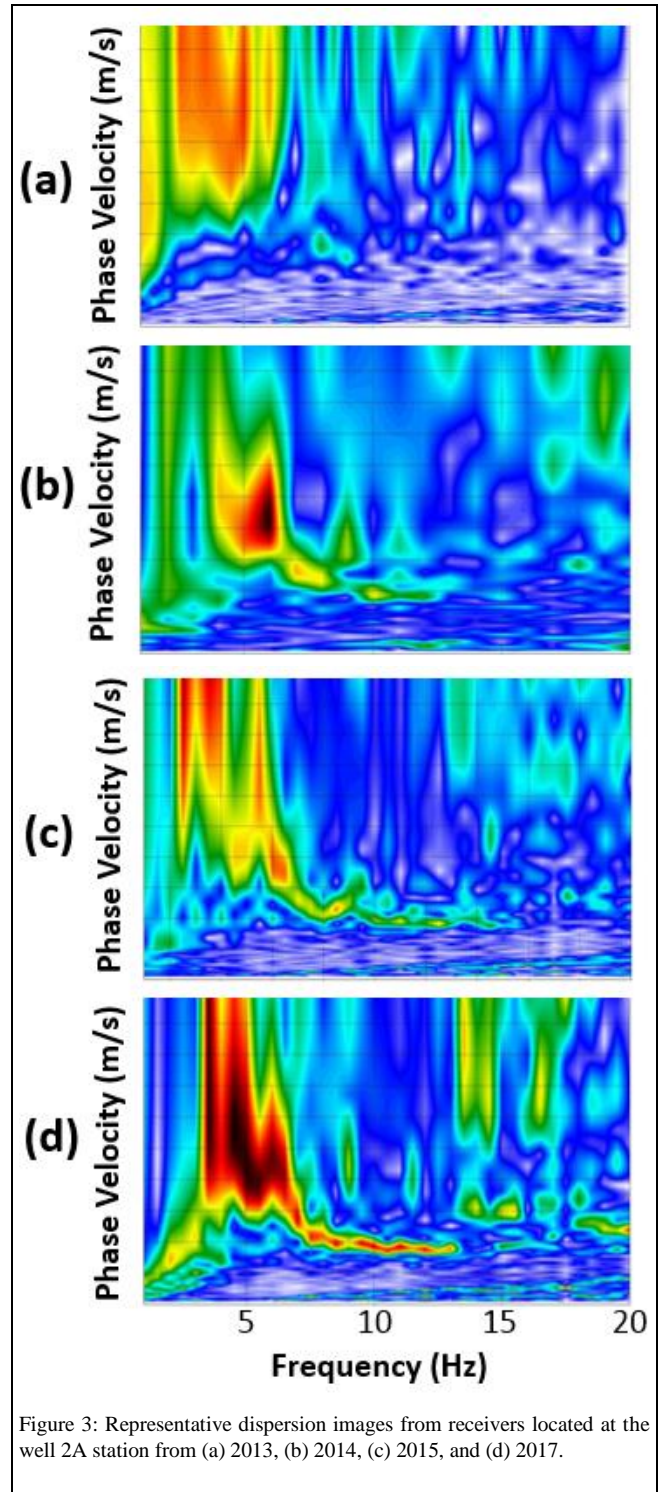 (a)
Phase Velocity (m/s)
(b)
Phase Velocity (m/s)
(c)
Phase Velocity (m/s)
(d)
Phase Velocity (m/s)
5 10 15 20
Frequency (Hz)
Figure 3: Representative dispersion images from receivers located at the
well 2A station from (a) 2013, (b) 2014, (c) 2015, and (d) 2017.